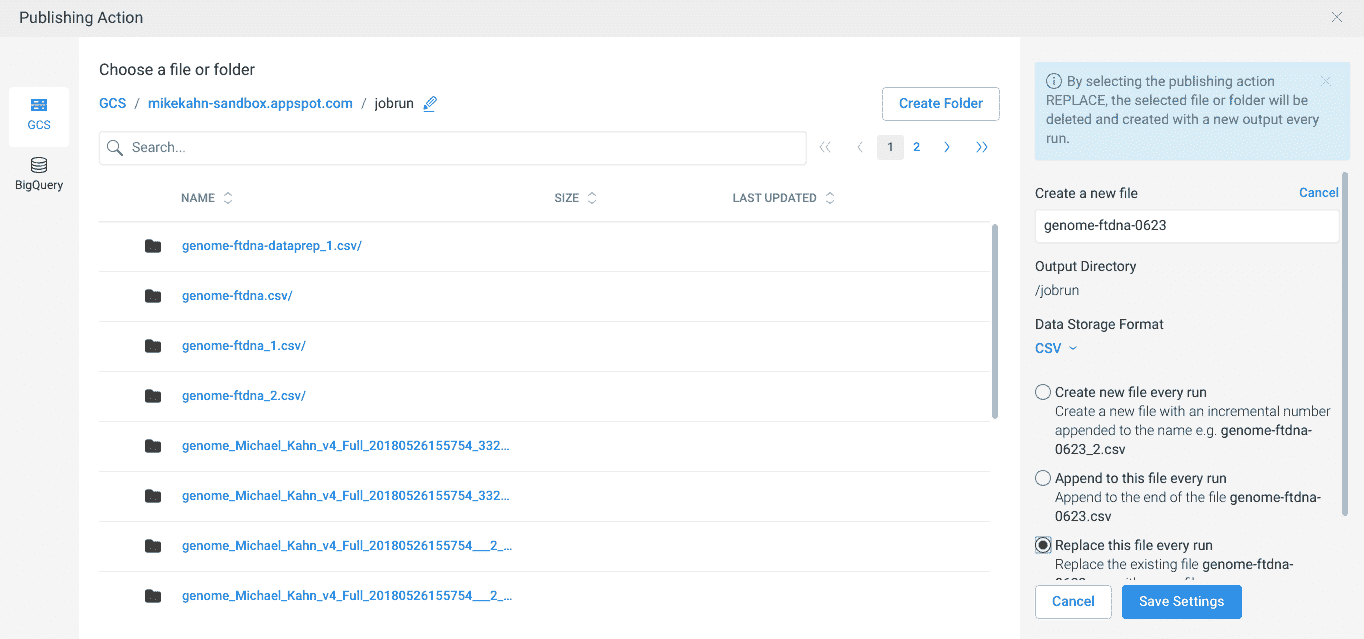 Publishing Action
GCS
BigQuery
Choose a file or folder
GCS / mikekahn-sandbox.appspot.com / jobrun
Create Folder
Search...
1 2
NAME SIZE LAST UPDATED
genome-ftdna-dataprep_1.csv/
genome-ftdna.csv/
genome-ftdna_1.csv/
genome-ftdna_2.csv/
genome_Michael_Kahn_v4_Full_20180526155754_332...
genome_Michael_Kahn_v4_Full_20180526155754_332...
genome_Michael_Kahn_v4_Full_20180526155754___2_...
genome_Michael_Kahn_v4_Full_20180526155754___2_...
By selecting the publishing action
REPLACE, the selected file or folder will be
deleted and created with a new output every
run.
Create a new file Cancel
genome-ftdna-0623
Output Directory
/jobrun
Data Storage Format
CSV
Create new file every run
Create a new file with an incremental number
appended to the name e.g. genome-ftdna-
0623_2.csv
Append to this file every run
Append to the end of the file genome-ftdna-
0623.csv
Replace this file every run
Replace the existing file genome-ftdna-
Cancel Save Settings